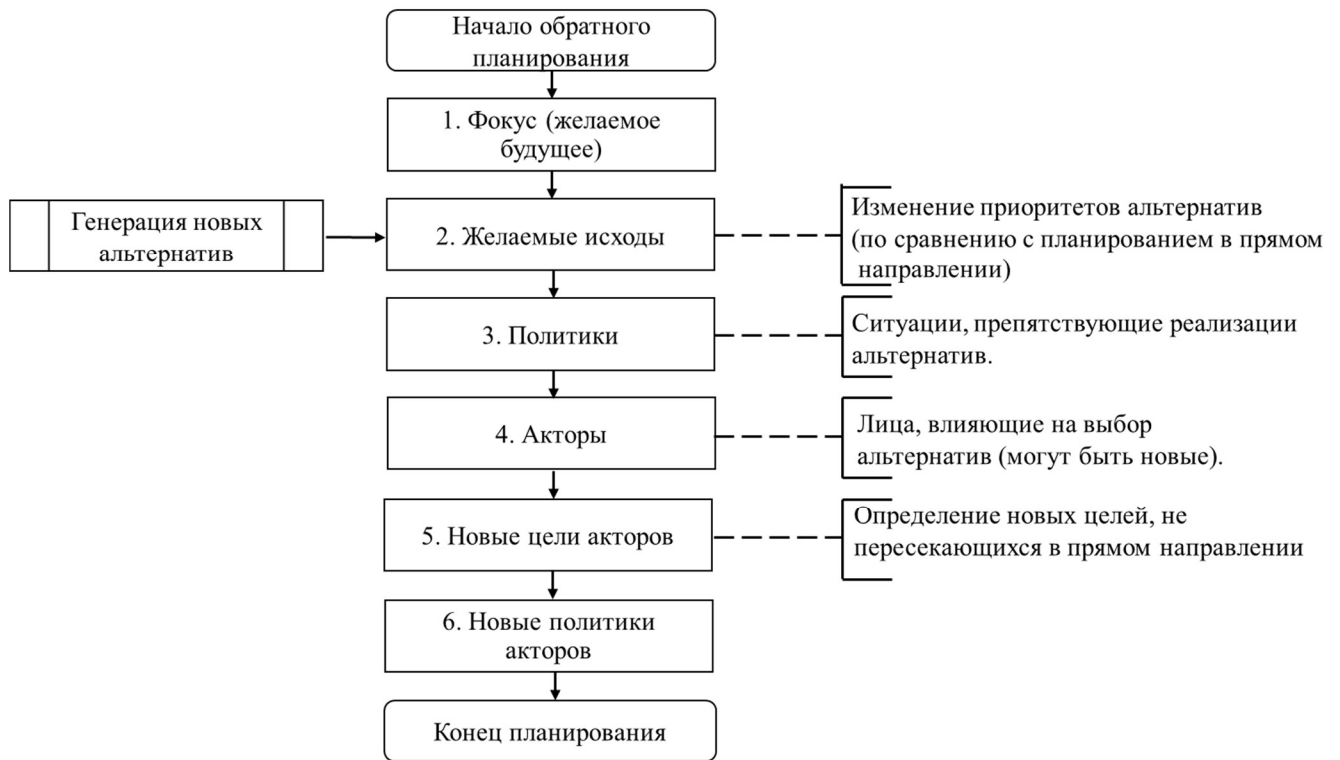 Начало обратного
планирования
1. Фокус (желаемое
будущее)
Генерация новых
альтернатив
2. Желаемые исходы
Изменение приоритетов альтернатив
(по сравнению с планированием в прямом
направлении)
3. Политики
Ситуации, препятствующие реализации
альтернатив.
4. Акторы
Лица, влияющие на выбор
альтернатив (могут быть новые).
5. Новые цели акторов
Определение новых целей, не
пересекающихся в прямом направлении
6. Новые политики
акторов
Конец планирования